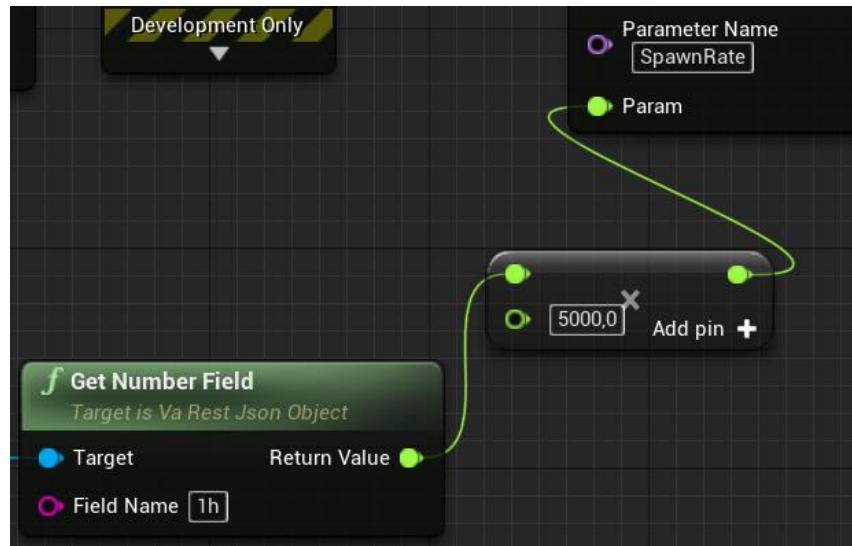 Development Only
Parameter Name
SpawnRate
Param
5000,0
Add pin +
f Get Number Field
Target is Va Rest Json Object
Target Return Value
Field Name 1h